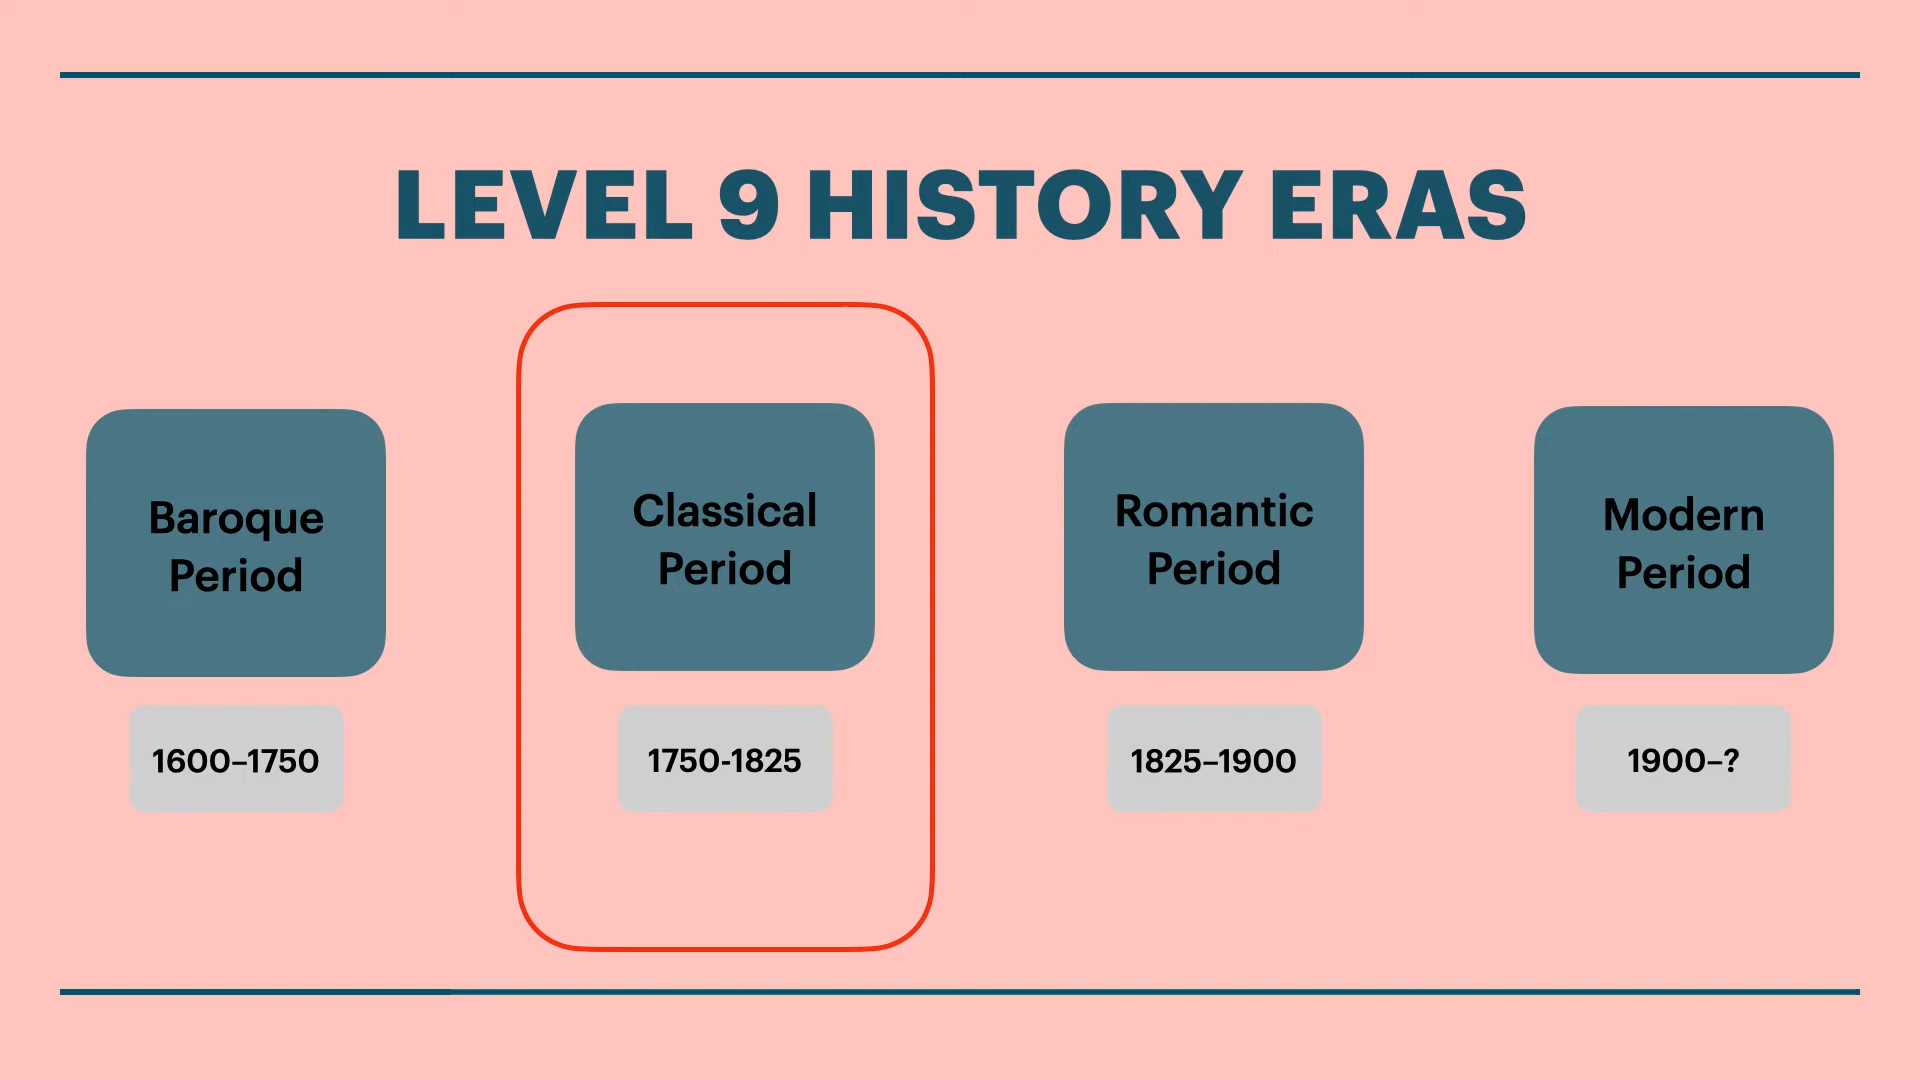 LEVEL 9 HISTORY ERAS
Baroque
Period
1600–1750
Classical
Period
1750-1825
Romantic
Period
1825–1900
Modern
Period
1900–?